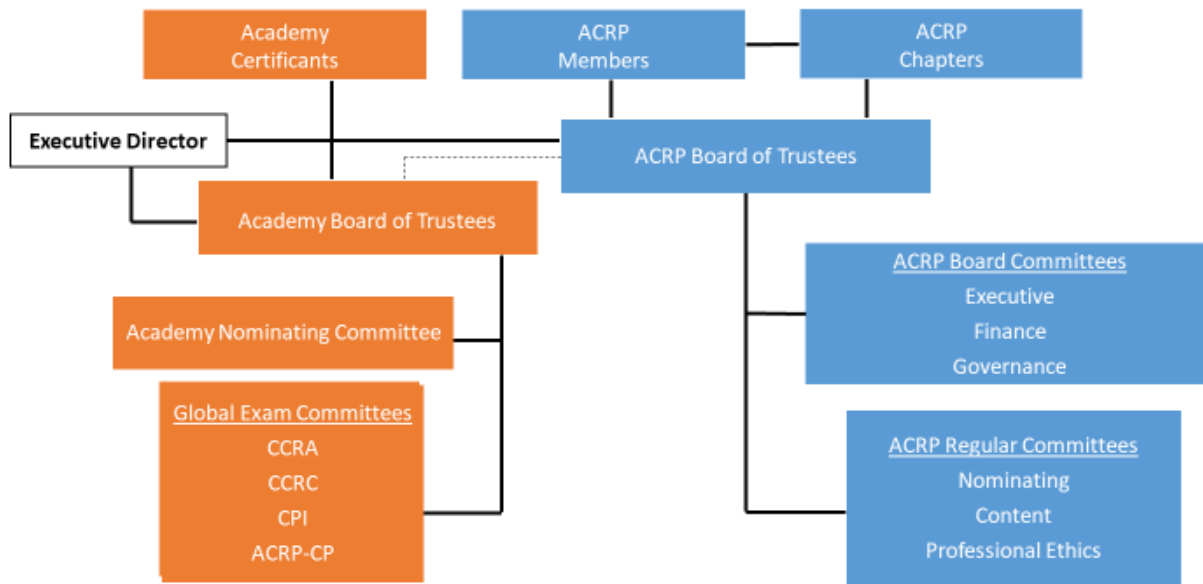 Academy
Certificants
ACRP
Members
ACRP
Chapters
Executive Director
ACRP Board of Trustees
Academy Board of Trustees
ACRP Board Committees
Executive
Finance
Governance
Academy Nominating Committee
Global Exam Committees
CCRA
CCRC
CPI
ACRP-CP
ACRP Regular Committees
Nominating
Content
Professional Ethics